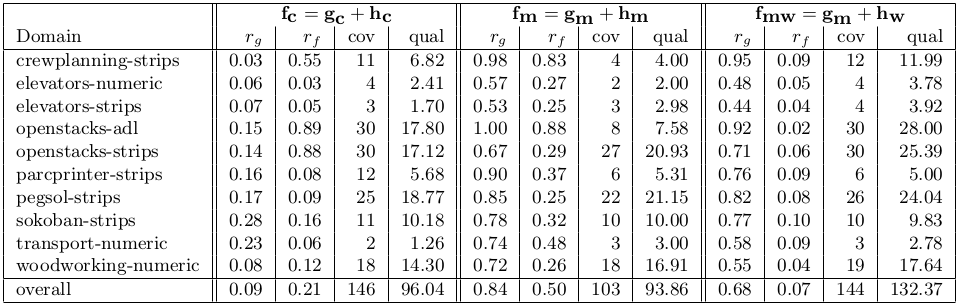 f_c = g_c + h_c f_m = g_m + h_m f_mw = g_m + h_w
Domain r_g r_f cov qual r_g r_f cov qual r_g r_f cov qual
crewplanning-strips 0.03 0.55 11 6.82 0.98 0.83 4 4.00 0.95 0.09 12 11.99
elevators-numeric 0.06 0.03 4 2.41 0.57 0.27 2 2.00 0.48 0.05 4 3.78
elevators-strips 0.07 0.05 3 1.70 0.53 0.25 3 2.98 0.44 0.04 4 3.92
openstacks-adl 0.15 0.89 30 17.80 1.00 0.88 8 7.58 0.92 0.02 30 28.00
openstacks-strips 0.14 0.88 30 17.12 0.67 0.29 27 20.93 0.71 0.06 30 25.39
parcprinter-strips 0.16 0.08 12 5.68 0.90 0.37 6 5.31 0.76 0.09 6 5.00
pegsol-strips 0.17 0.09 25 18.77 0.85 0.25 22 21.15 0.82 0.08 26 24.04
sokoban-strips 0.28 0.16 11 10.18 0.78 0.32 10 10.00 0.77 0.10 10 9.83
transport-numeric 0.23 0.06 2 1.26 0.74 0.48 3 3.00 0.58 0.09 3 2.78
woodworking-numeric 0.08 0.12 18 14.30 0.72 0.26 18 16.91 0.55 0.04 19 17.64
overall 0.09 0.21 146 96.04 0.84 0.50 103 93.86 0.68 0.07 144 132.37